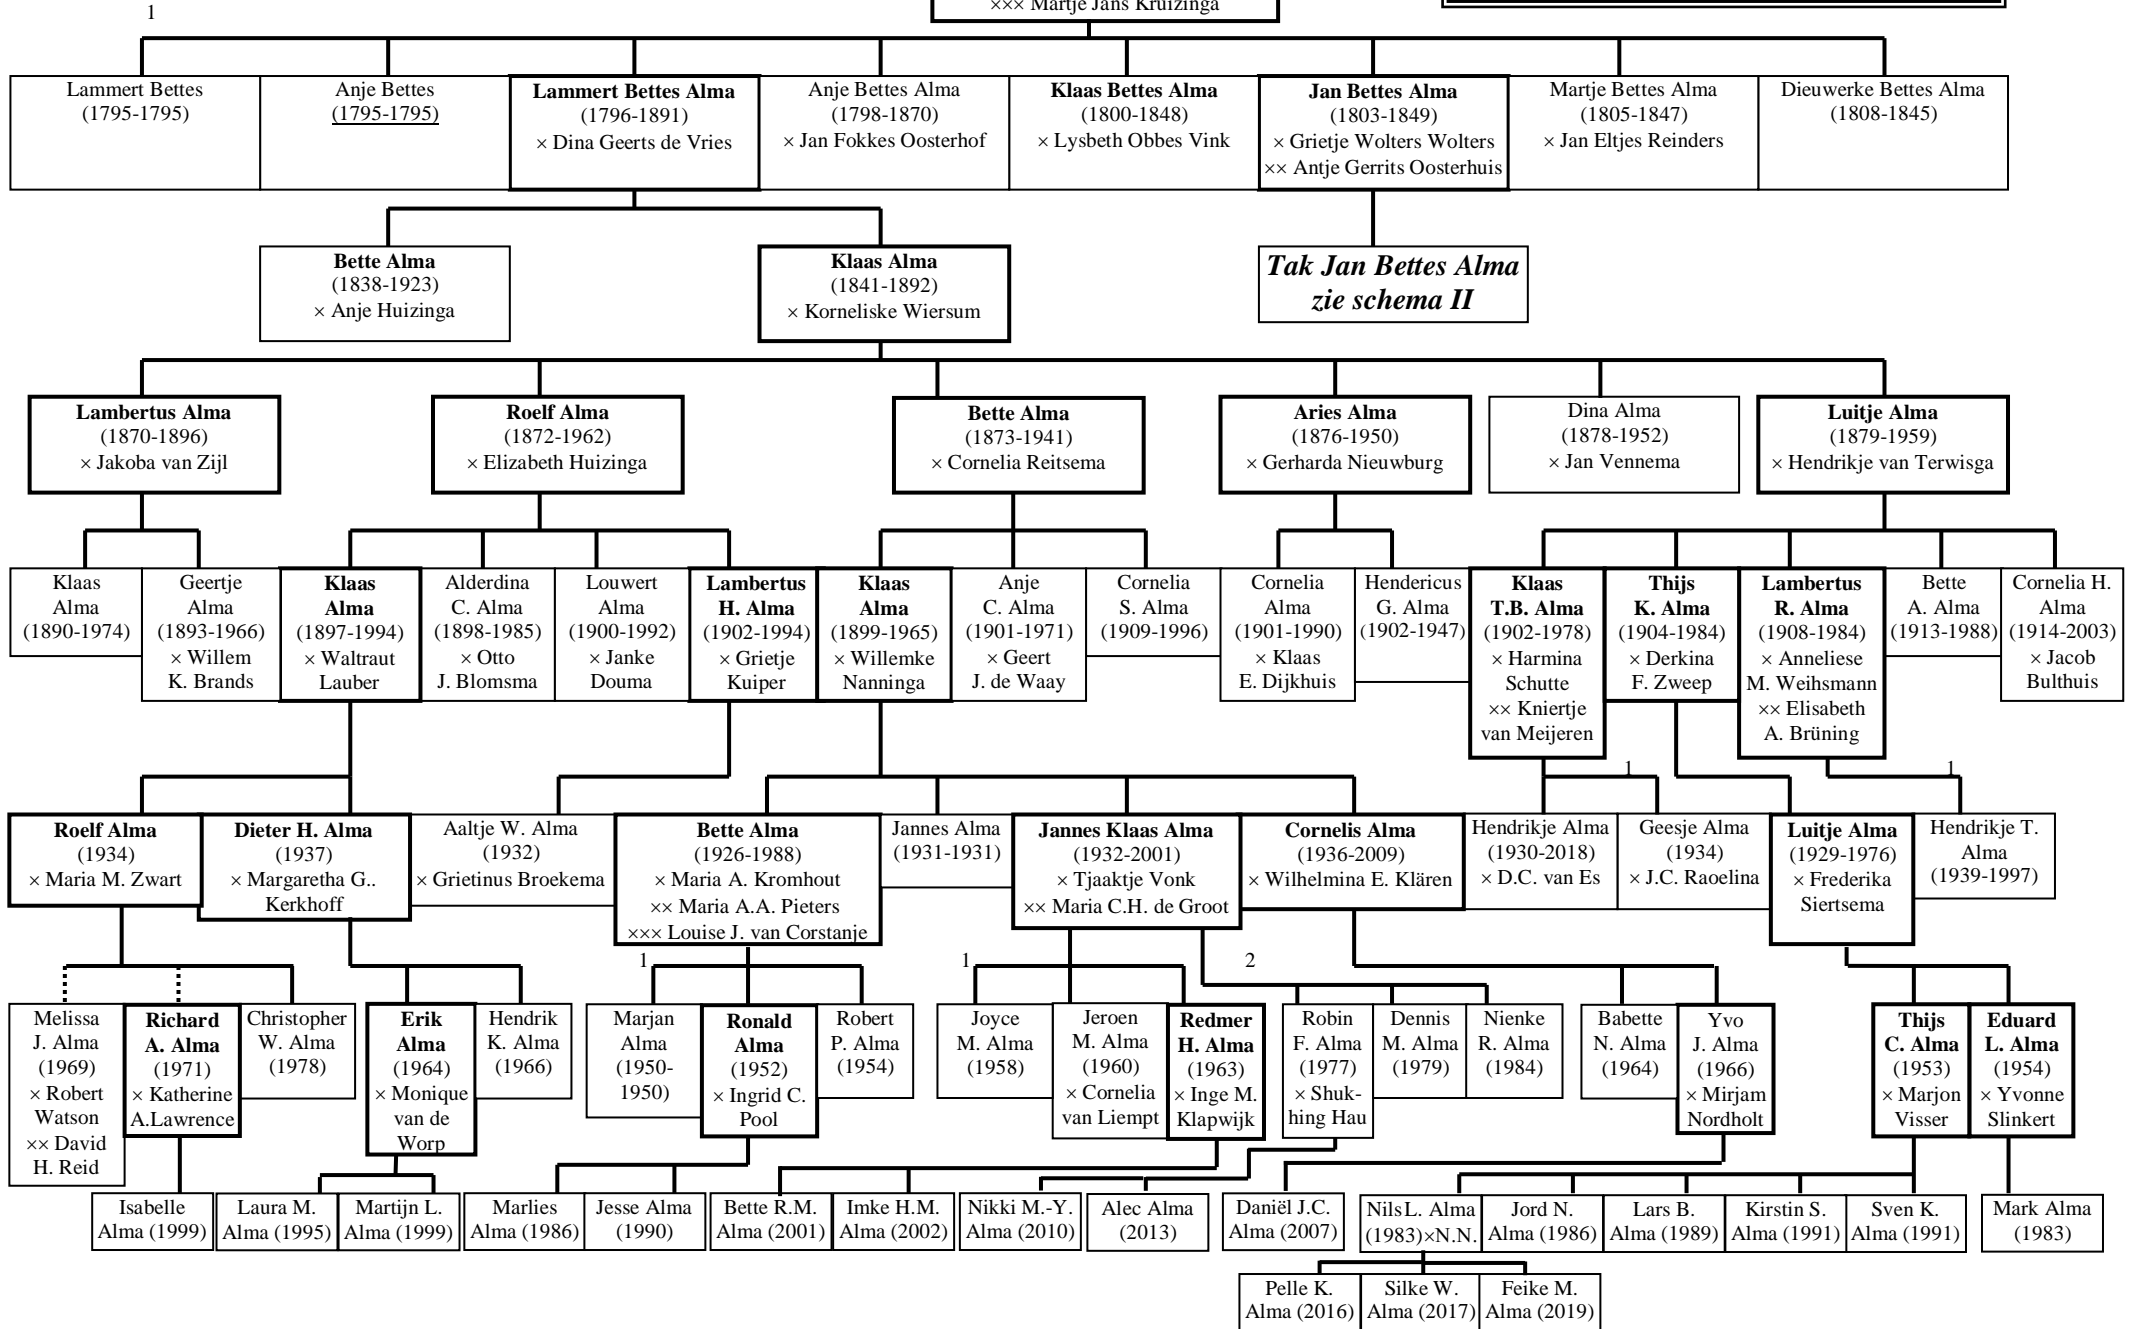 ××× Martje Jans Kruizinga
1
Lammert Bettes
(1795-1795)
Anje Bettes
(1795-1795)
Lammert Bettes Alma
(1796-1891)
× Dina Geerts de Vries
Anje Bettes Alma
(1798-1870)
× Jan Fokkes Oosterhof
Klaas Bettes Alma
(1800-1848)
× Lysbeth Obbes Vink
Jan Bettes Alma
(1803-1849)
× Grietje Wolters Wolters
×× Antje Gerrits Oosterhuis
Martje Bettes Alma
(1805-1847)
× Jan Eltjes Reinders
Dieuwerke Bettes Alma
(1808-1845)
Bette Alma
(1838-1923)
× Anje Huizinga
Klaas Alma
(1841-1892)
× Korneliske Wiersum
Tak Jan Bettes Alma
zie schema II
Lambertus Alma
(1870-1896)
× Jakoba van Zijl
Roelf Alma
(1872-1962)
× Elizabeth Huizinga
Bette Alma
(1873-1941)
× Cornelia Reitsema
Aries Alma
(1876-1950)
× Gerharda Nieuwburg
Dina Alma
(1878-1952)
× Jan Vennema
Luitje Alma
(1879-1959)
× Hendrikje van Terwisga
Klaas
Alma
(1890-1974)
Geertje
Alma
(1893-1966)
× Willem
K. Brands
Klaas
Alma
(1897-1994)
× Waltraut
Lauber
Alderdina
C. Alma
(1898-1985)
× Otto
J. Blomsma
Louwert
Alma
(1900-1992)
× Janke
Douma
Lambertus
H. Alma
(1902-1994)
× Grietje
Kuiper
Klaas
Alma
(1899-1965)
× Willemke
Nanninga
Anje
C. Alma
(1901-1971)
× Geert
J. de Waay
Cornelia
S. Alma
(1909-1996)
Cornelia
Alma
(1901-1990)
× Klaas
E. Dijkhuis
Hendericus
G. Alma
(1902-1947)
Klaas
T.B. Alma
(1902-1978)
× Harmina
Schutte
×× Kniertje
van Meijeren
Thijs
K. Alma
(1904-1984)
× Derkina
F. Zweep
Lambertus
R. Alma
(1908-1984)
× Anneliese
M. Weihsmann
×× Elisabeth
A. Brüning
Bette
A. Alma
(1913-1988)
Cornelia H.
Alma
(1914-2003)
× Jacob
Bulthuis
1
1
Roelf Alma
(1934)
× Maria M. Zwart
Dieter H. Alma
(1937)
× Margaretha G..
Kerkhoff
Aaltje W. Alma
(1932)
× Grietinus Broekema
Bette Alma
(1926-1988)
× Maria A. Kromhout
×× Maria A.A. Pieters
××× Louise J. van Corstanje
Jannes Alma
(1931-1931)
Jannes Klaas Alma
(1932-2001)
× Tjaaktje Vonk
×× Maria C.H. de Groot
Cornelis Alma
(1936-2009)
× Wilhelmina E. Klären
Hendrikje Alma
(1930-2018)
× D.C. van Es
Geesje Alma
(1934)
× J.C. Raoelina
Luitje Alma
(1929-1976)
× Frederika
Siertsema
Hendrikje T.
Alma
(1939-1997)
1
1
2
Melissa
J. Alma
(1969)
× Robert
Watson
×× David
H. Reid
Richard
A. Alma
(1971)
× Katherine
A.Lawrence
Christopher
W. Alma
(1978)
Erik
Alma
(1964)
× Monique
van de
Worp
Hendrik
K. Alma
(1966)
Marjan
Alma
(1950-
1950)
Ronald
Alma
(1952)
× Ingrid C.
Pool
Robert
P. Alma
(1954)
Joyce
M. Alma
(1958)
Jeroen
M. Alma
(1960)
× Cornelia
van Liempt
Redmer
H. Alma
(1963)
× Inge M.
Klapwijk
Robin
F. Alma
(1977)
× Shuk-
hing Hau
Dennis
M. Alma
(1979)
Nienke
R. Alma
(1984)
Babette
N. Alma
(1964)
Yvo
J. Alma
(1966)
× Mirjam
Nordholt
Thijs
C. Alma
(1953)
× Marjon
Visser
Eduard
L. Alma
(1954)
× Yvonne
Slinkert
Isabelle
Alma (1999)
Laura M.
Alma (1995)
Martijn L.
Alma (1999)
Marlies
Alma (1986)
Jesse Alma
(1990)
Bette R.M.
Alma (2001)
Imke H.M.
Alma (2002)
Nikki M.-Y.
Alma (2010)
Alec Alma
(2013)
Daniël J.C.
Alma (2007)
Nils L. Alma
(1983)×N.N.
Jord N.
Alma (1986)
Lars B.
Alma (1989)
Kirstin S.
Alma (1991)
Sven K.
Alma (1991)
Mark Alma
(1983)
Pelle K.
Alma (2016)
Silke W.
Alma (2017)
Feike M.
Alma (2019)